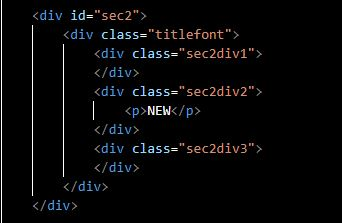 <div id="sec2">
<div class="titlefont">
<div class="sec2div1">
</div>
<div class="sec2div2">
<p>NEW</p>
</div>
<div class="sec2div3">
</div>
</div>
</div>